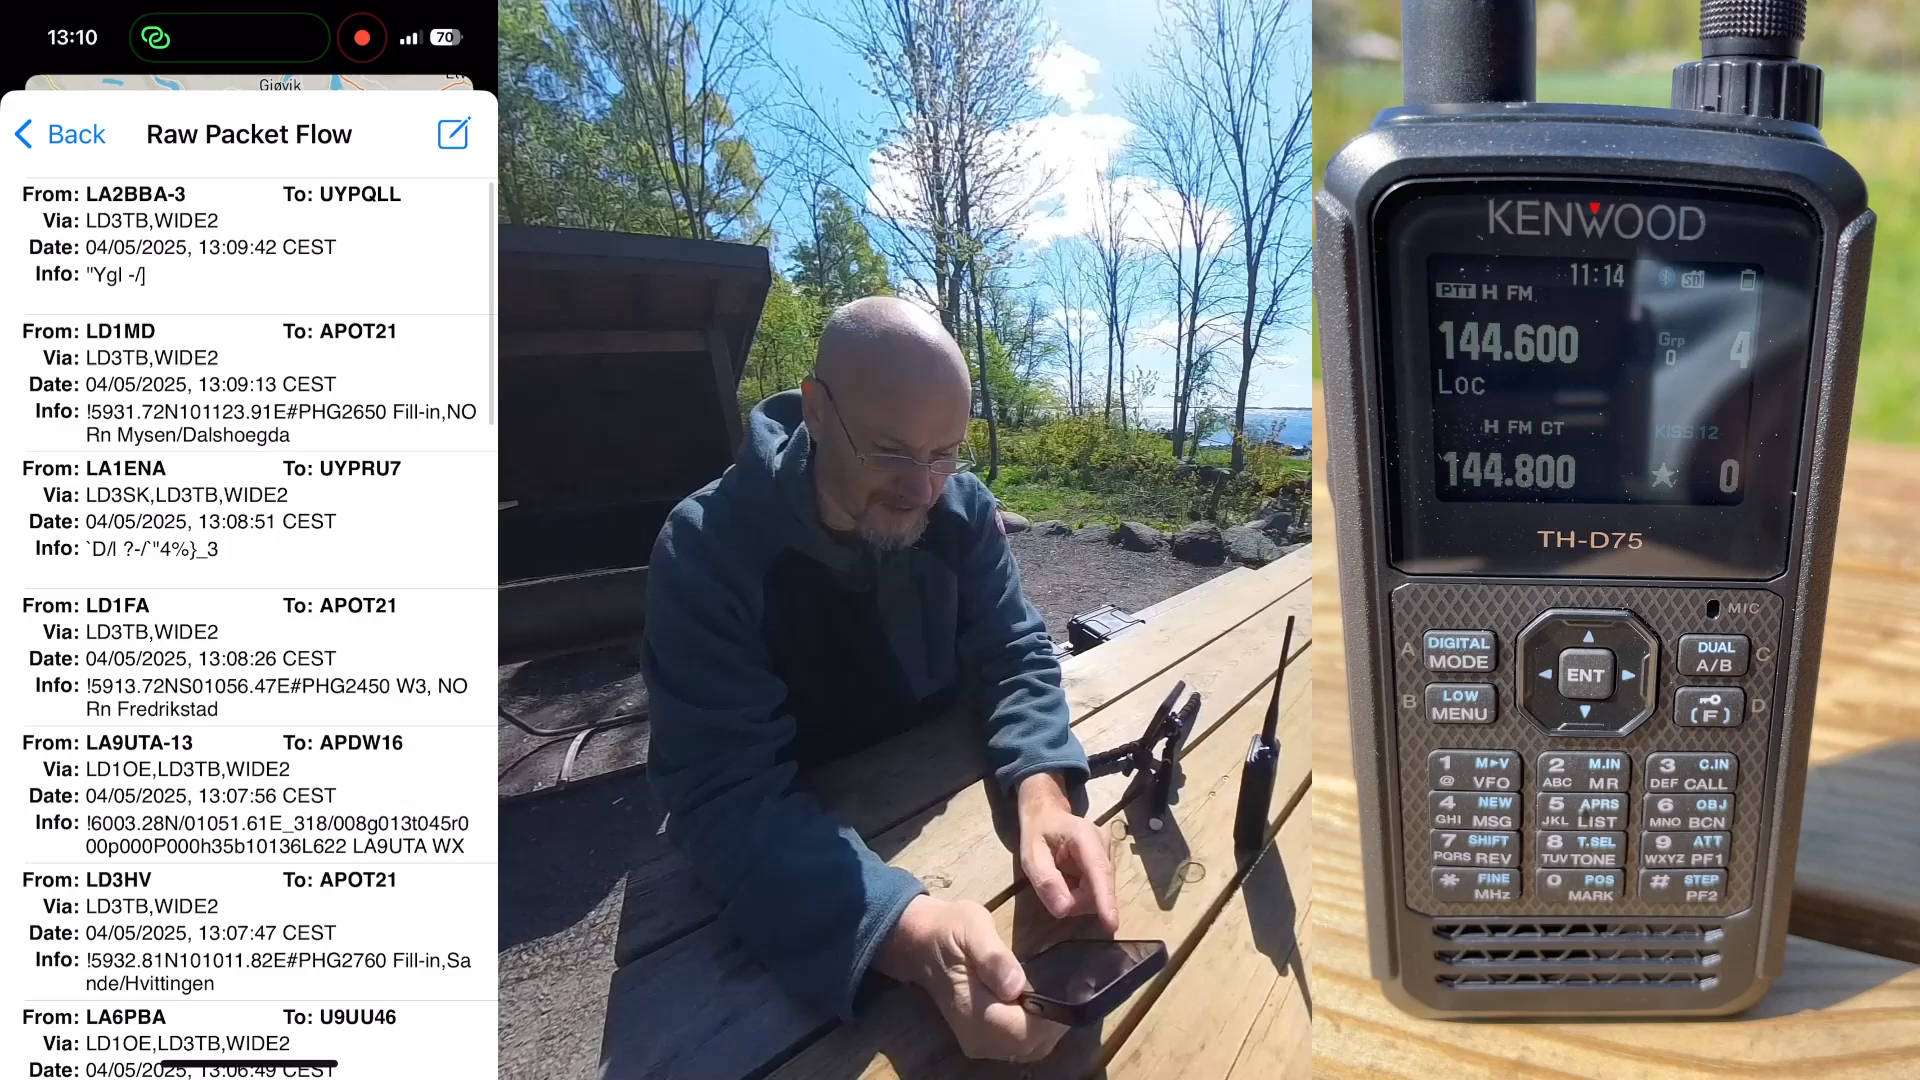 13:10
70
Gjøvik
Back
Raw Packet Flow
From: LA2BBA-3 To: UYPQLL
Via: LD3TB,WIDE2
Date: 04/05/2025, 13:09:42 CEST
Info: "Ygl -/]
From: LD1MD To: APOT21
Via: LD3TB,WIDE2
Date: 04/05/2025, 13:09:13 CEST
Info: !5931.72N101123.91E#PHG2650 Fill-in,NO
Rn Mysen/Dalshoegda
From: LA1ENA To: UYPRU7
Via: LD3SK,LD3TB,WIDE2
Date: 04/05/2025, 13:08:51 CEST
Info: `D/l ?-/`"4%}_3
From: LD1FA To: APOT21
Via: LD3TB,WIDE2
Date: 04/05/2025, 13:08:26 CEST
Info: !5913.72NS01056.47E#PHG2450 W3, NO
Rn Fredrikstad
From: LA9UTA-13 To: APDW16
Via: LD1OE,LD3TB,WIDE2
Date: 04/05/2025, 13:07:56 CEST
Info: !6003.28N/01051.61E_318/008g013t045r0
00p000P000h35b10136L622 LA9UTA WX
From: LD3HV To: APOT21
Via: LD3TB,WIDE2
Date: 04/05/2025, 13:07:47 CEST
Info: !5932.81N101011.82E#PHG2760 Fill-in,Sa
nde/Hvittingen
From: LA6PBA To: U9UU46
Via: LD1OE,LD3TB,WIDE2
Date: 04/05/2025, 13:06:49 CEST
KENWOOD
11:14 SD
PTT H FM
144.600 Grp 0 4
Loc
H FM CT KISS12
144.800 0
TH-D75
MIC
A DIGITAL MODE DUAL A/B C
ENT
B LOW MENU (F) D
1 @ M►V VFO 2 ABC M.IN MR 3 DEF C.IN CALL
4 GHI NEW MSG 5 JKL APRS LIST 6 MNO OBJ BCN
7 PQRS SHIFT REV 8 TUV T.SEL TONE 9 WXYZ ATT PF1
* FINE MHz 0 POS MARK # STEP PF2